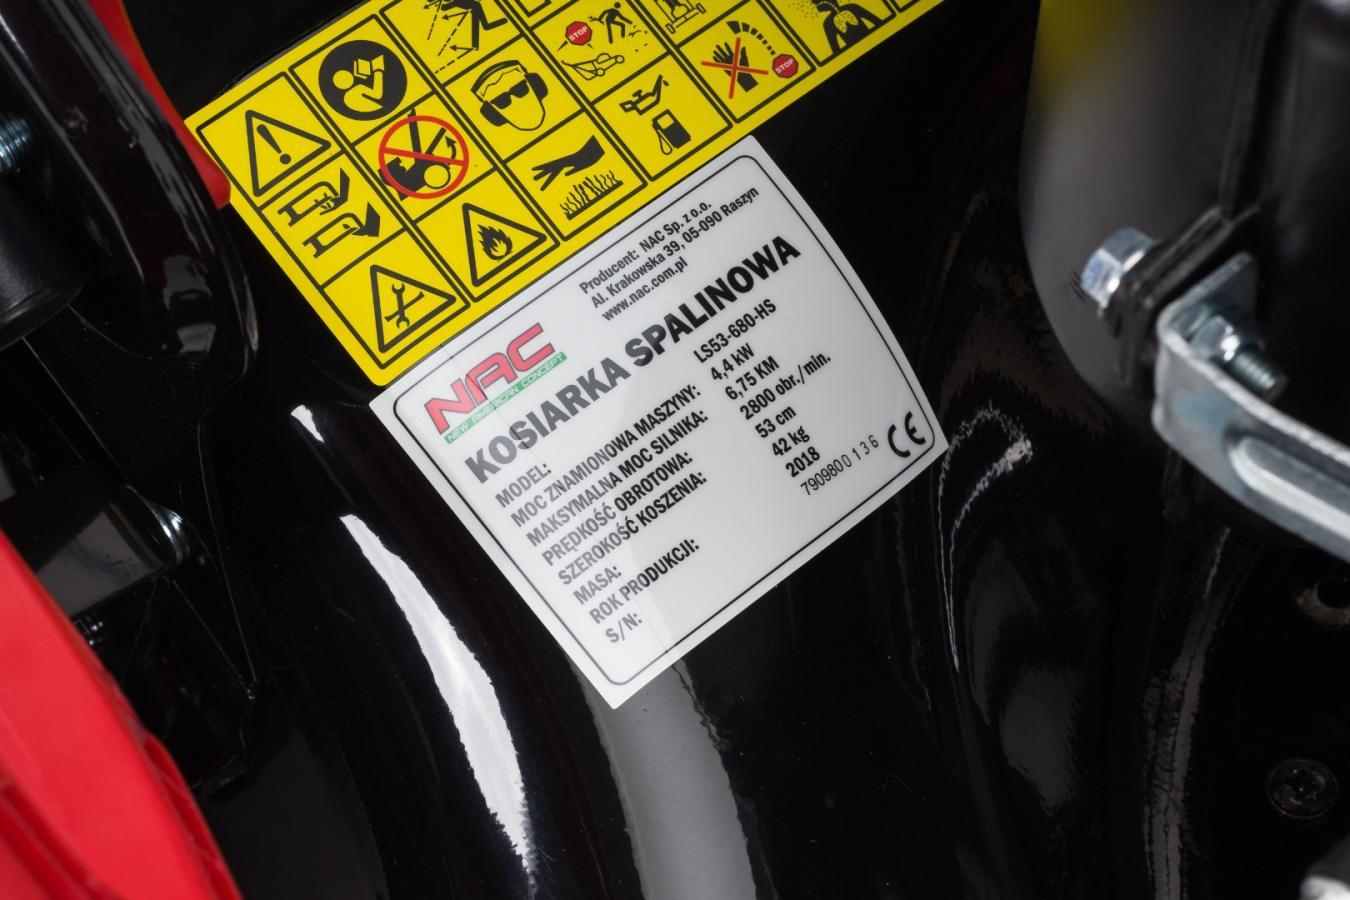 STOP
STOP
Producent: NAC Sp. z o.o.
Al. Krakowska 39, 05-090 Raszyn
www.nac.com.pl
NAC
NEW AMERICAN CONCEPT
KOSIARKA SPALINOWA
MODEL: LS53-680-HS
MOC ZNAMIONOWA MASZYNY: 4,4 kW
MAKSYMALNA MOC SILNIKA: 6,75 KM
PRĘDKOŚĆ OBROTOWA: 2800 obr./min.
SZEROKOŚĆ KOSZENIA: 53 cm
MASA: 42 kg
ROK PRODUKCJI: 2018
S/N: 7909800136
CE